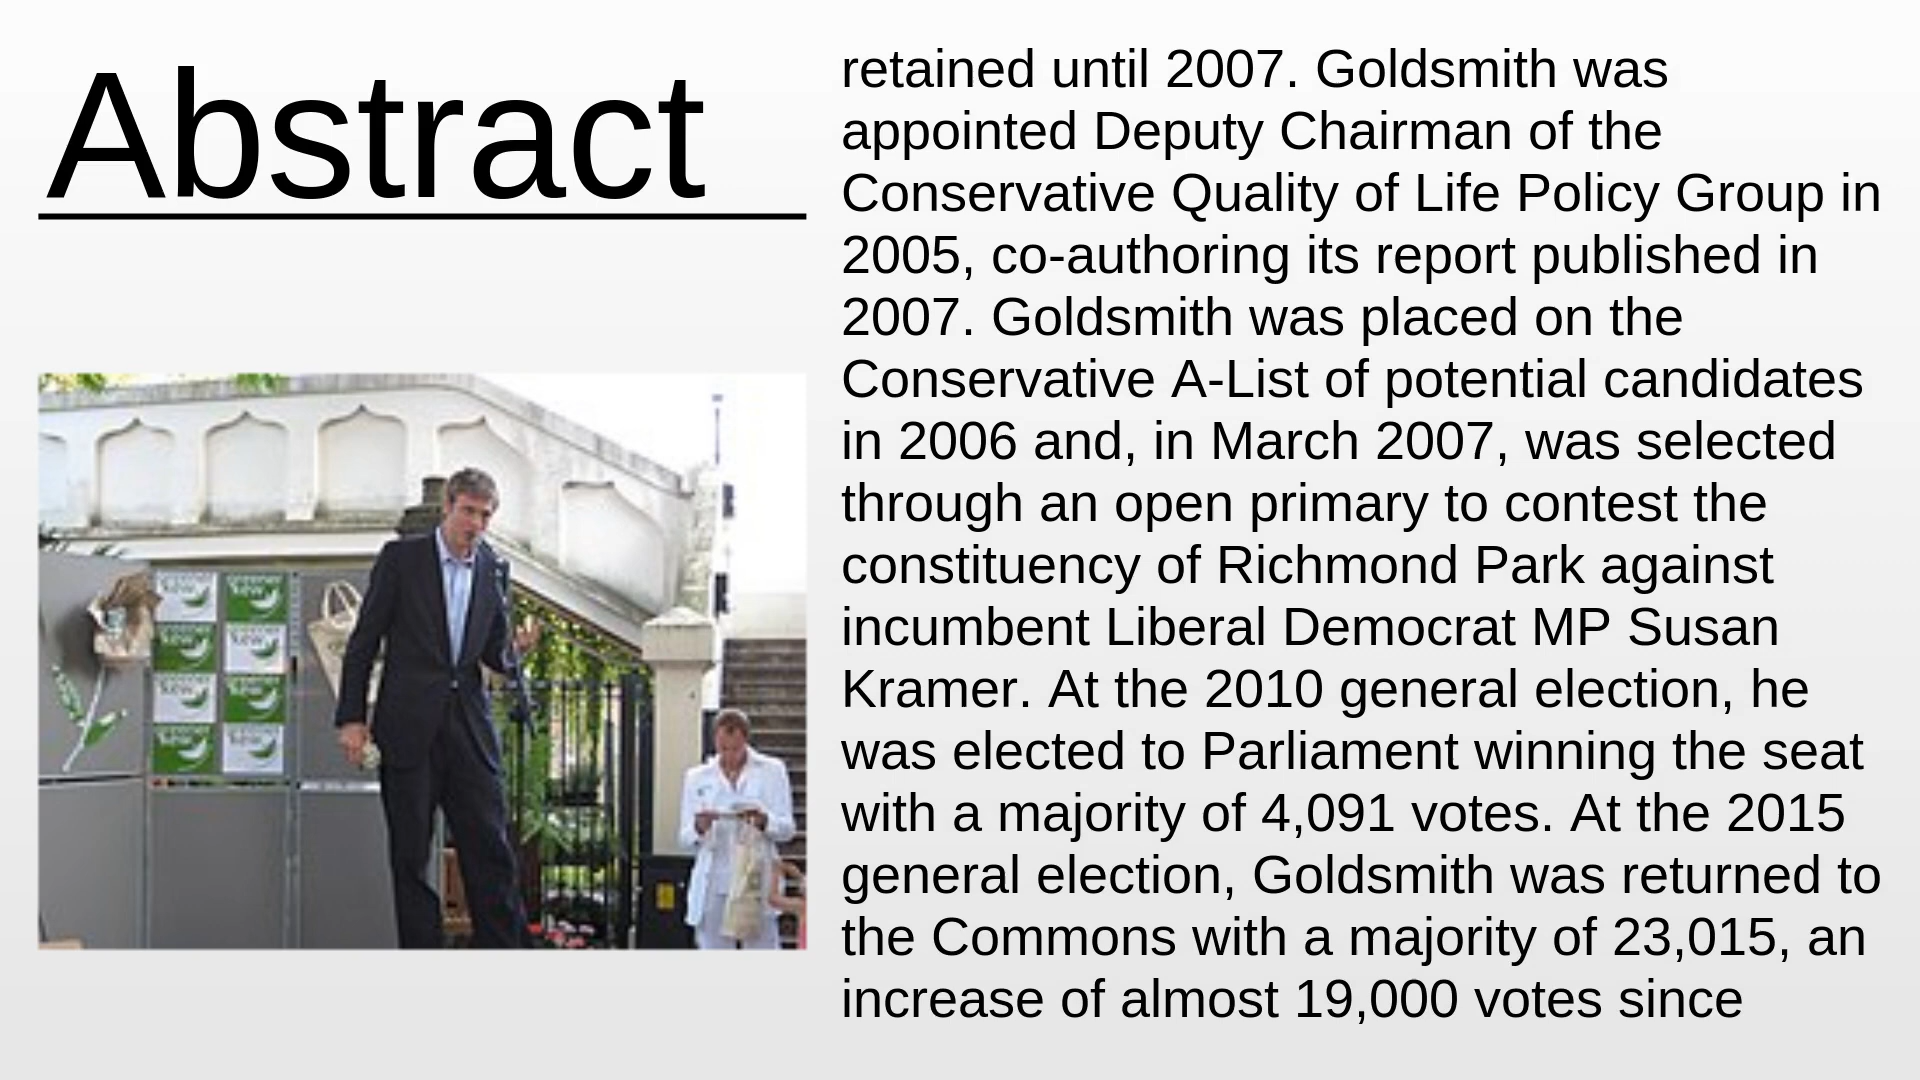 Abstract
retained until 2007. Goldsmith was
appointed Deputy Chairman of the
Conservative Quality of Life Policy Group in
2005, co-authoring its report published in
2007. Goldsmith was placed on the
Conservative A-List of potential candidates
in 2006 and, in March 2007, was selected
through an open primary to contest the
constituency of Richmond Park against
incumbent Liberal Democrat MP Susan
Kramer. At the 2010 general election, he
was elected to Parliament winning the seat
with a majority of 4,091 votes. At the 2015
general election, Goldsmith was returned to
the Commons with a majority of 23,015, an
increase of almost 19,000 votes since